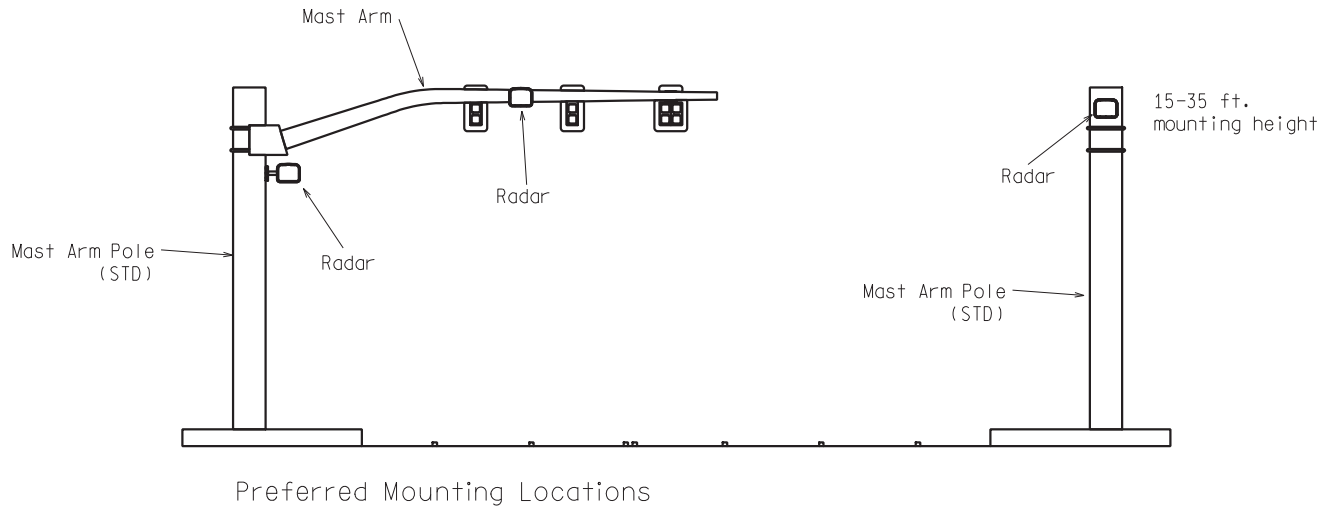 Mast Arm
15-35 ft.
mounting height
Radar
Radar
Mast Arm Pole
(STD)
Radar
Mast Arm Pole
(STD)
Preferred Mounting Locations